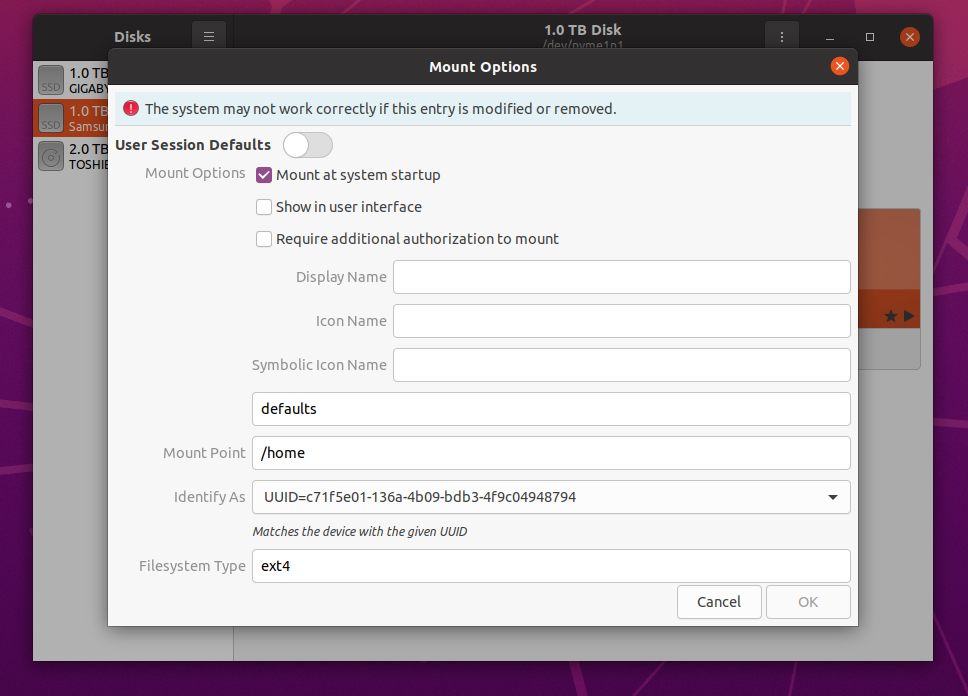 Disks
1.0 TB Disk
/dev/nvme1n1
Mount Options
1.0 TB
GIGABY
1.0 TB
SSD
Samsu
SSD
2.0 TB
TOSHIE
The system may not work correctly if this entry is modified or removed.
User Session Defaults
Mount Options
Mount at system startup
Show in user interface
Require additional authorization to mount
Display Name
Icon Name
Symbolic Icon Name
defaults
Mount Point /home
Identify As UUID=c71f5e01-136a-4b09-bdb3-4f9c04948794
Matches the device with the given UUID
Filesystem Type ext4
Cancel OK